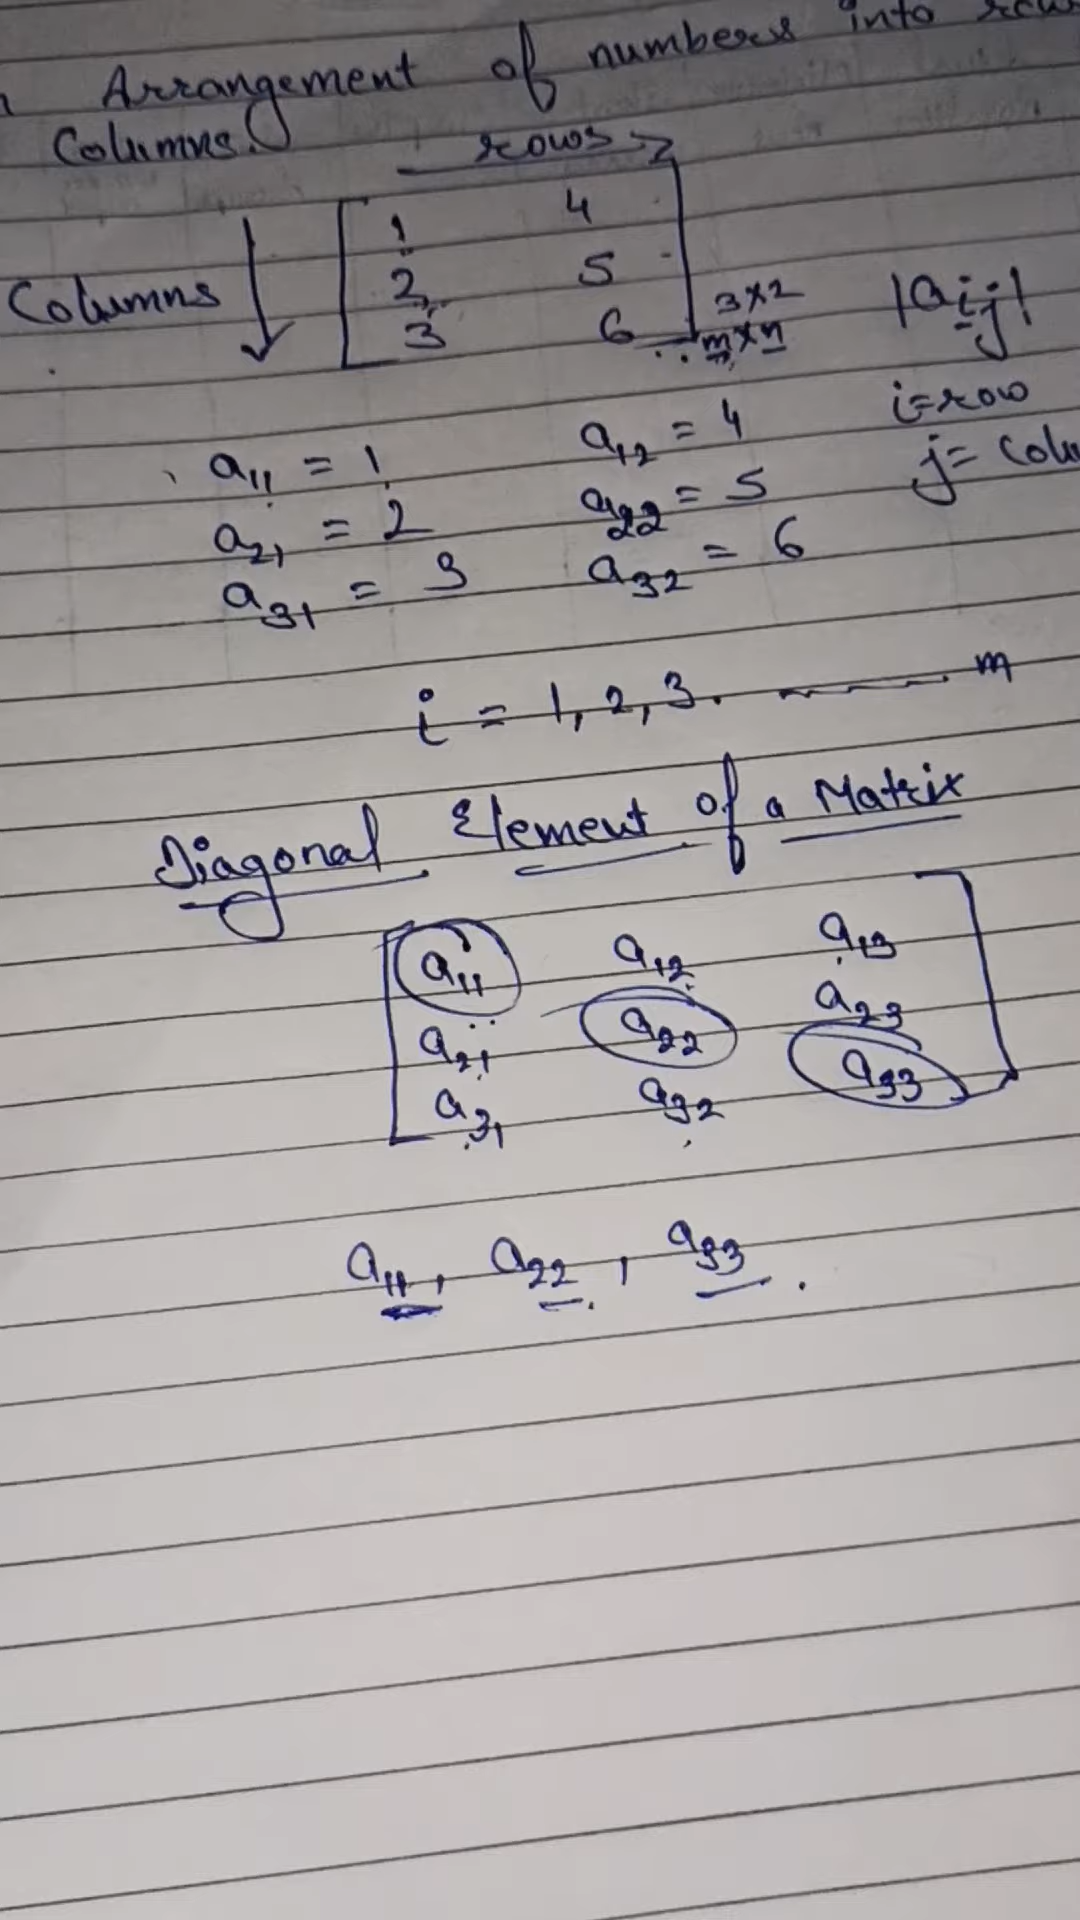 Arrangement of numbers into
Columns.
rows →
1 4
Columns ↓ 2 5
3 6 3×2
m×n
|aij|
i=row
j=
a11 = 1 a12 = 4
a21 = 2 a22 = 5
a31 = 3 a32 = 6
i = 1, 2, 3. ------- m
Diagonal Element of a Matrix
a11 a12 a13
a21 a22 a23
a31 a32 a33
a11, a22, a33.